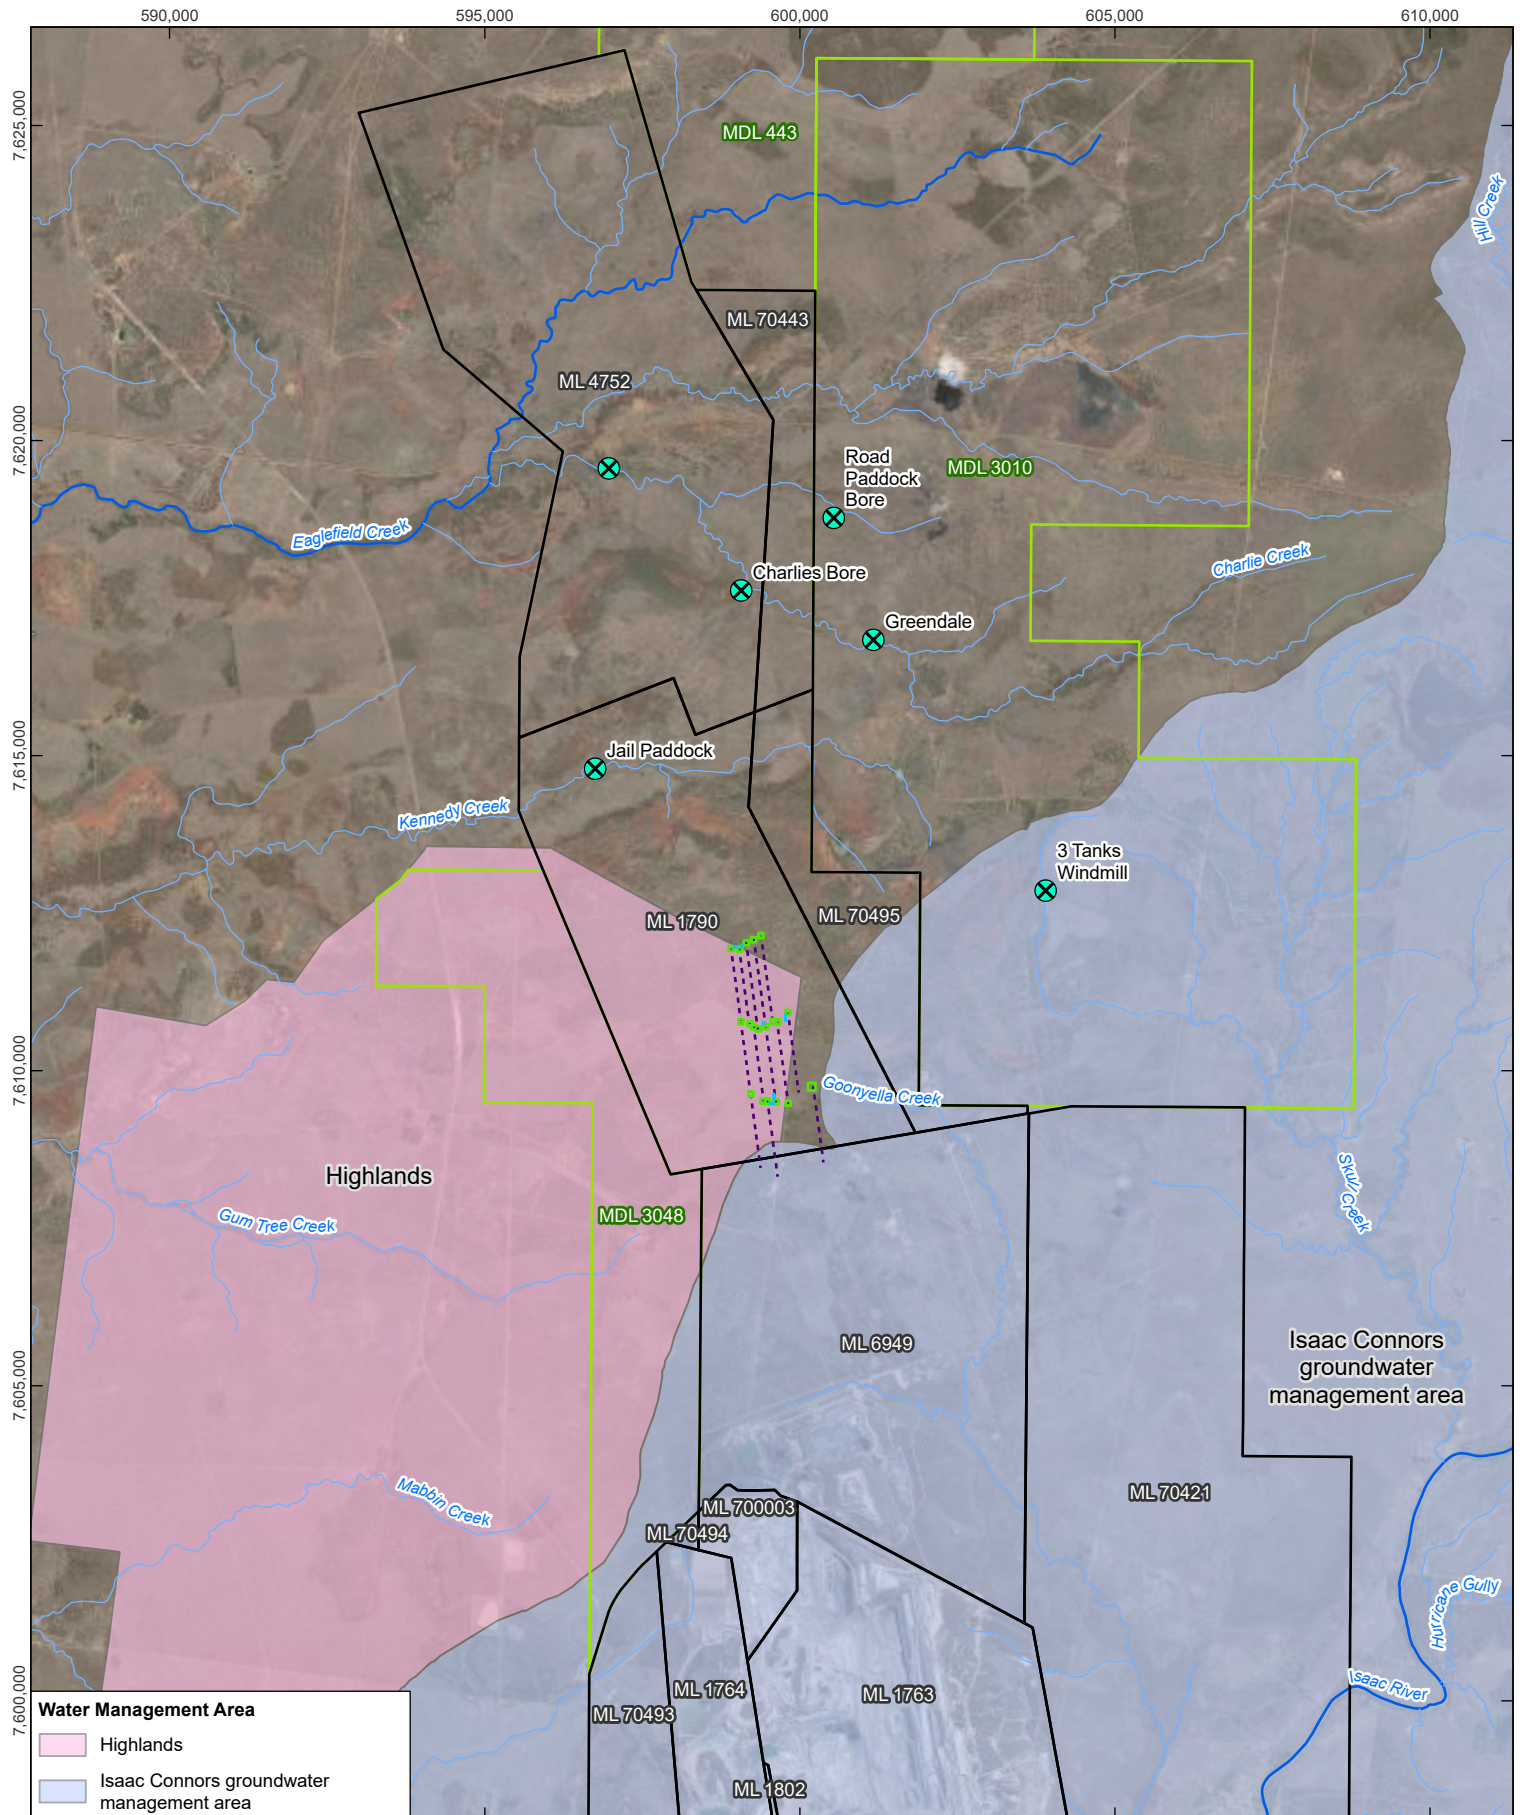 590,000
595,000
600,000
605,000
610,000
7,625,000
7,620,000
7,615,000
7,610,000
7,605,000
7,600,000
MDL 443
Hill Creek
ML 70443
ML 4752
Road
Paddock
Bore
MDL 3010
Eaglefield Creek
Charlie Creek
Charlies Bore
Greendale
Jail Paddock
Kennedy Creek
3 Tanks
Windmill
ML 1790
ML 70495
Goonyella Creek
Highlands
MDL 3048
Gum Tree Creek
Skull Creek
ML 6949
Isaac Connors
groundwater
management area
Mabbin Creek
ML 700003
ML 70494
ML 70421
Hurricane Gully
Isaac River
ML 1764
ML 1763
ML 70493
ML 1802
Water Management Area
Highlands
Isaac Connors groundwater
management area